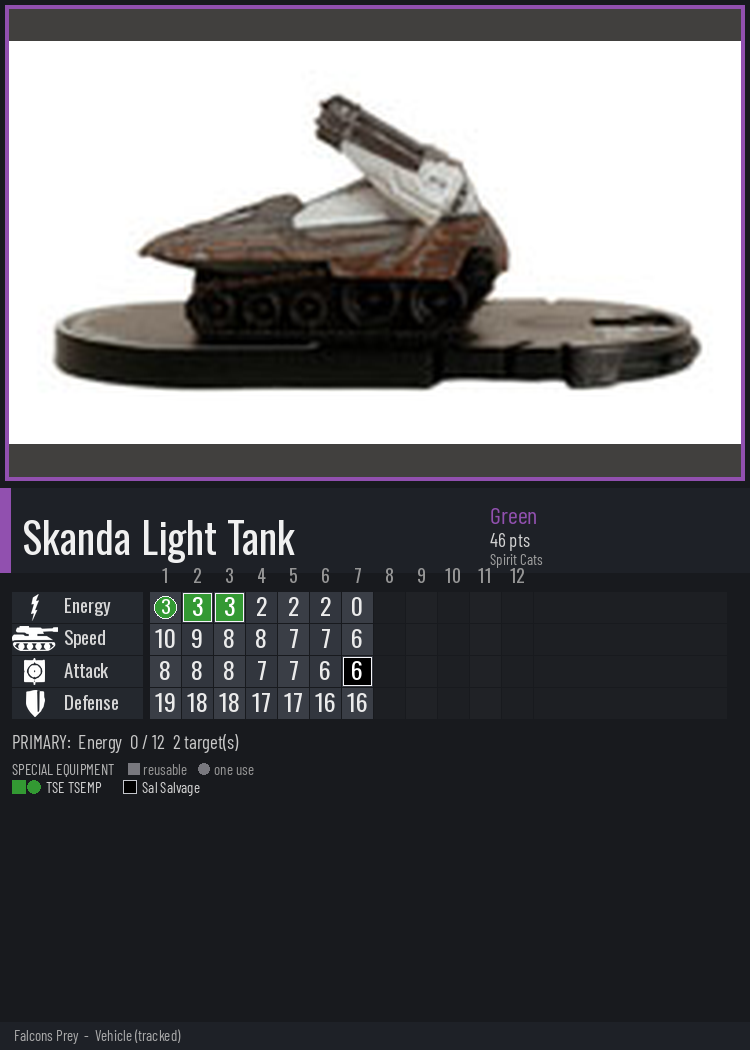 Skanda Light Tank
Green
46 pts
Spirit Cats
1 2 3 4 5 6 7 8 9 10 11 12
Energy 3 3 3 2 2 2 0
Speed 10 9 8 8 7 7 6
Attack 8 8 8 7 7 6 6
Defense 19 18 18 17 17 16 16
PRIMARY: Energy 0 / 12 2 target(s)
SPECIAL EQUIPMENT reusable one use
TSE TSEMP Sal Salvage
Falcons Prey - Vehicle (tracked)